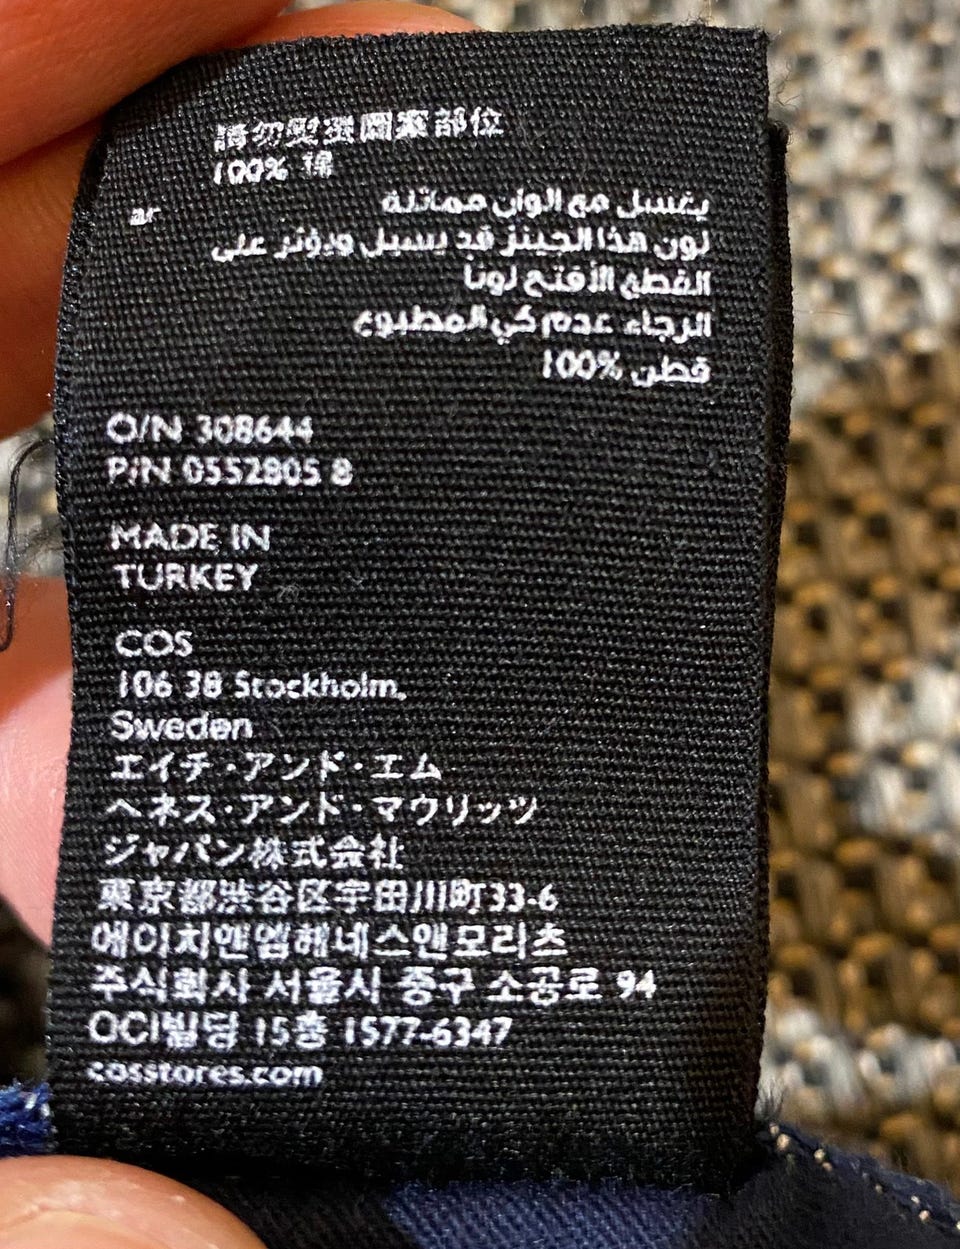 請勿熨燙圖案部位
100% 棉
ar
يغسل مع الوان مماثلة
لون هذا الجينز قد يسيل ويؤثر على
القطع الأفتح لونا
الرجاء عدم كي المطبوع
قطن 100%
O/N 308644
P/N 0552805 8
MADE IN
TURKEY
COS
106 38 Stockholm,
Sweden
エイチ・アンド・エム
ヘネス・アンド・マウリッツ
ジャパン株式会社
東京都渋谷区宇田川町33-6
에이치앤엠헤네스앤모리츠
주식회사 서울시 중구 소공로 94
OCI빌딩 15층 1577-6347
cosstores.com